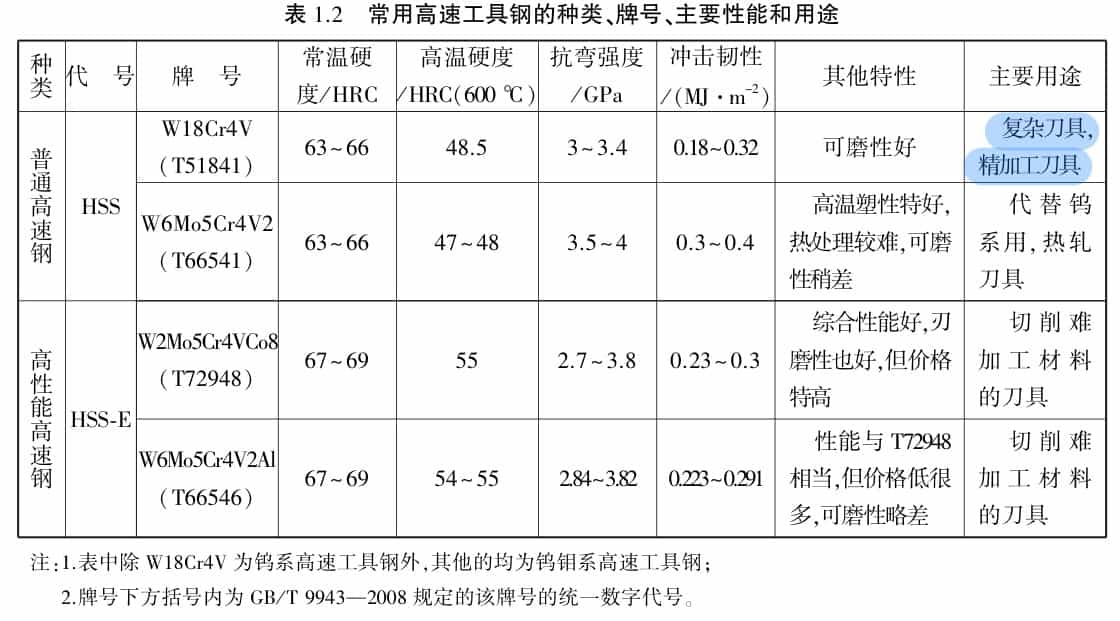 表 1.2 常用高速工具钢的种类、牌号、主要性能和用途
种类 代 号 牌 号 常温硬度/HRC 高温硬度/HRC(600 ℃) 抗弯强度/GPa 冲击韧性/(MJ·m⁻²) 其他特性 主要用途
普通高速钢 HSS W18Cr4V (T51841) 63~66 48.5 3~3.4 0.18~0.32 可磨性好 复杂刀具,精加工刀具
W6Mo5Cr4V2 (T66541) 63~66 47~48 3.5~4 0.3~0.4 高温塑性特好,热处理较难,可磨性稍差 代替钨系用,热轧刀具
高性能高速钢 HSS-E W2Mo5Cr4VCo8 (T72948) 67~69 55 2.7~3.8 0.23~0.3 综合性能好,刃磨性也好,但价格特高 切削难加工材料的刀具
W6Mo5Cr4V2Al (T66546) 67~69 54~55 2.84~3.82 0.223~0.291 性能与 T72948 相当,但价格低很多,可磨性略差 切削难加工材料的刀具
注:1.表中除 W18Cr4V 为钨系高速工具钢外,其他的均为钨钼系高速工具钢;
2.牌号下方括号内为 GB/T 9943—2008 规定的该牌号的统一数字代号。